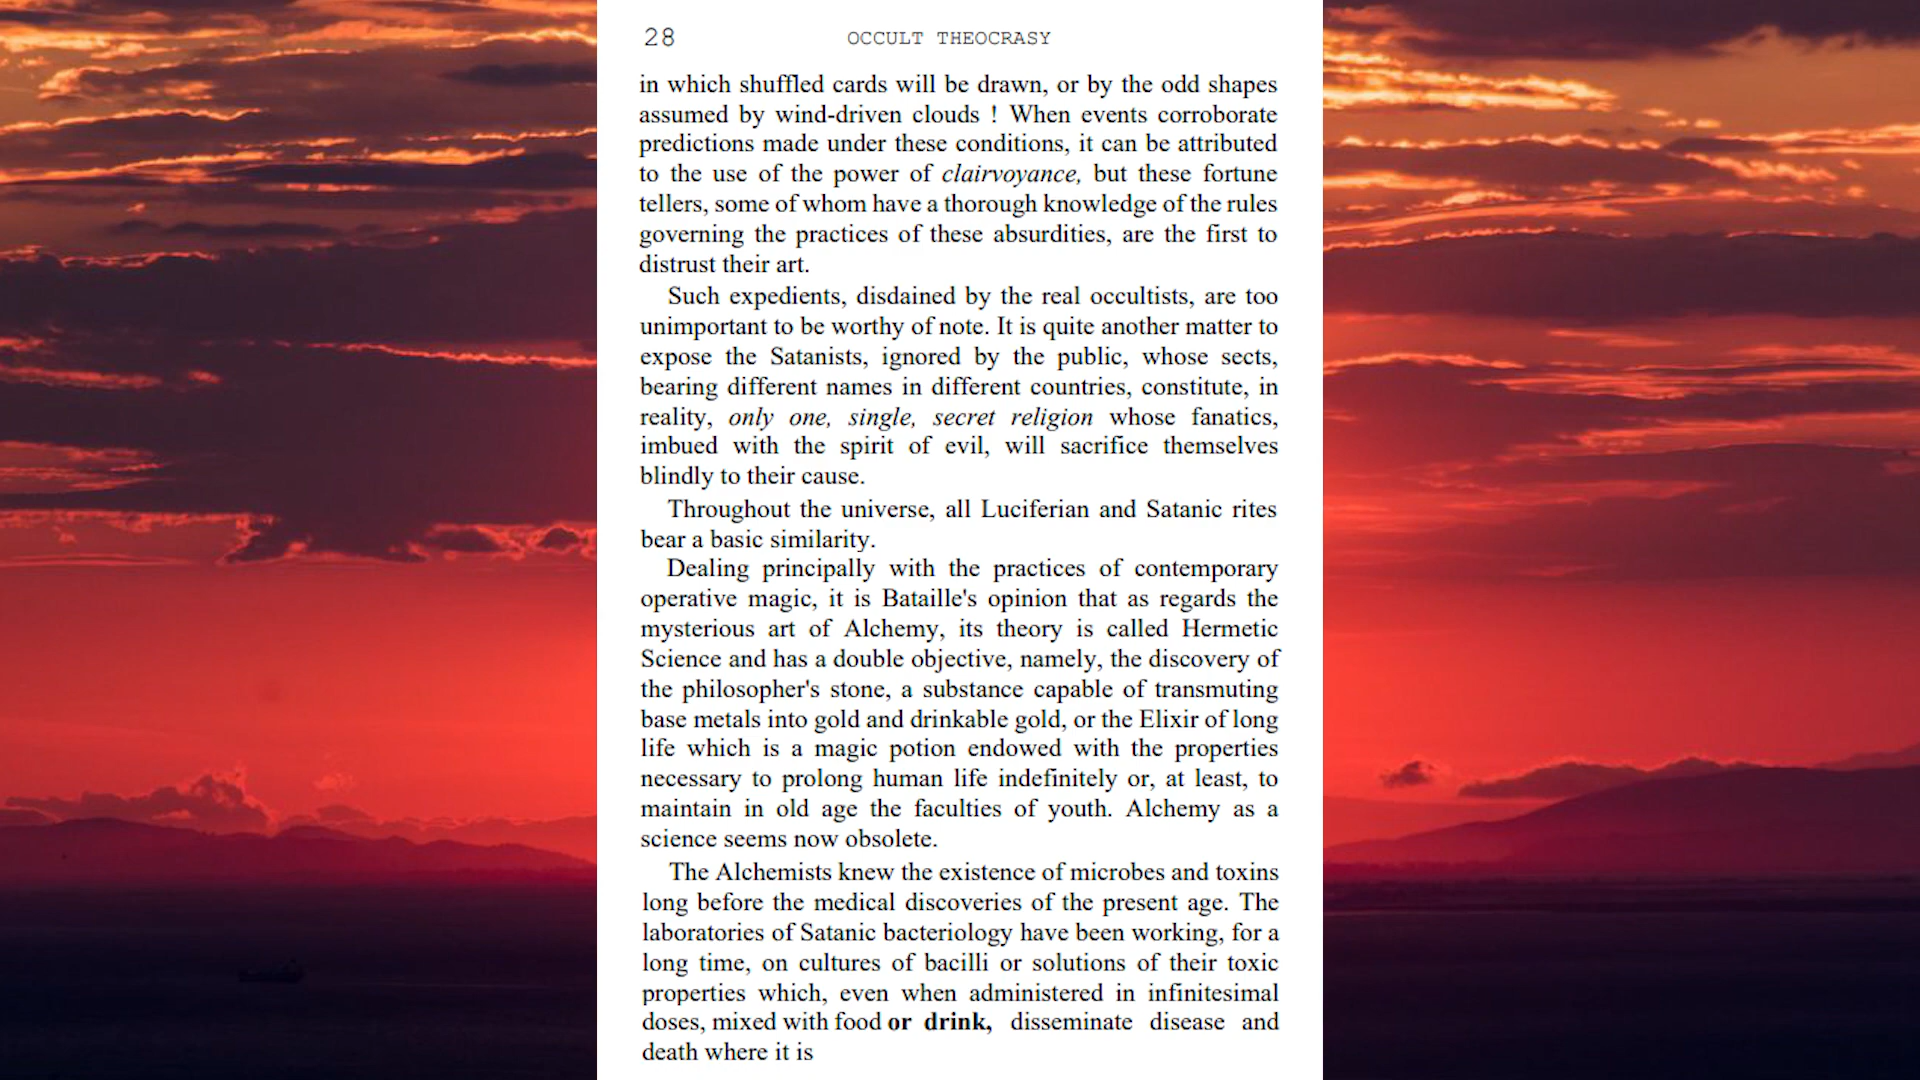 28 OCCULT THEOCRASY
in which shuffled cards will be drawn, or by the odd shapes
assumed by wind-driven clouds ! When events corroborate
predictions made under these conditions, it can be attributed
to the use of the power of clairvoyance, but these fortune
tellers, some of whom have a thorough knowledge of the rules
governing the practices of these absurdities, are the first to
distrust their art.
Such expedients, disdained by the real occultists, are too
unimportant to be worthy of note. It is quite another matter to
expose the Satanists, ignored by the public, whose sects,
bearing different names in different countries, constitute, in
reality, only one, single, secret religion whose fanatics,
imbued with the spirit of evil, will sacrifice themselves
blindly to their cause.
Throughout the universe, all Luciferian and Satanic rites
bear a basic similarity.
Dealing principally with the practices of contemporary
operative magic, it is Bataille's opinion that as regards the
mysterious art of Alchemy, its theory is called Hermetic
Science and has a double objective, namely, the discovery of
the philosopher's stone, a substance capable of transmuting
base metals into gold and drinkable gold, or the Elixir of long
life which is a magic potion endowed with the properties
necessary to prolong human life indefinitely or, at least, to
maintain in old age the faculties of youth. Alchemy as a
science seems now obsolete.
The Alchemists knew the existence of microbes and toxins
long before the medical discoveries of the present age. The
laboratories of Satanic bacteriology have been working, for a
long time, on cultures of bacilli or solutions of their toxic
properties which, even when administered in infinitesimal
doses, mixed with food or drink, disseminate disease and
death where it is